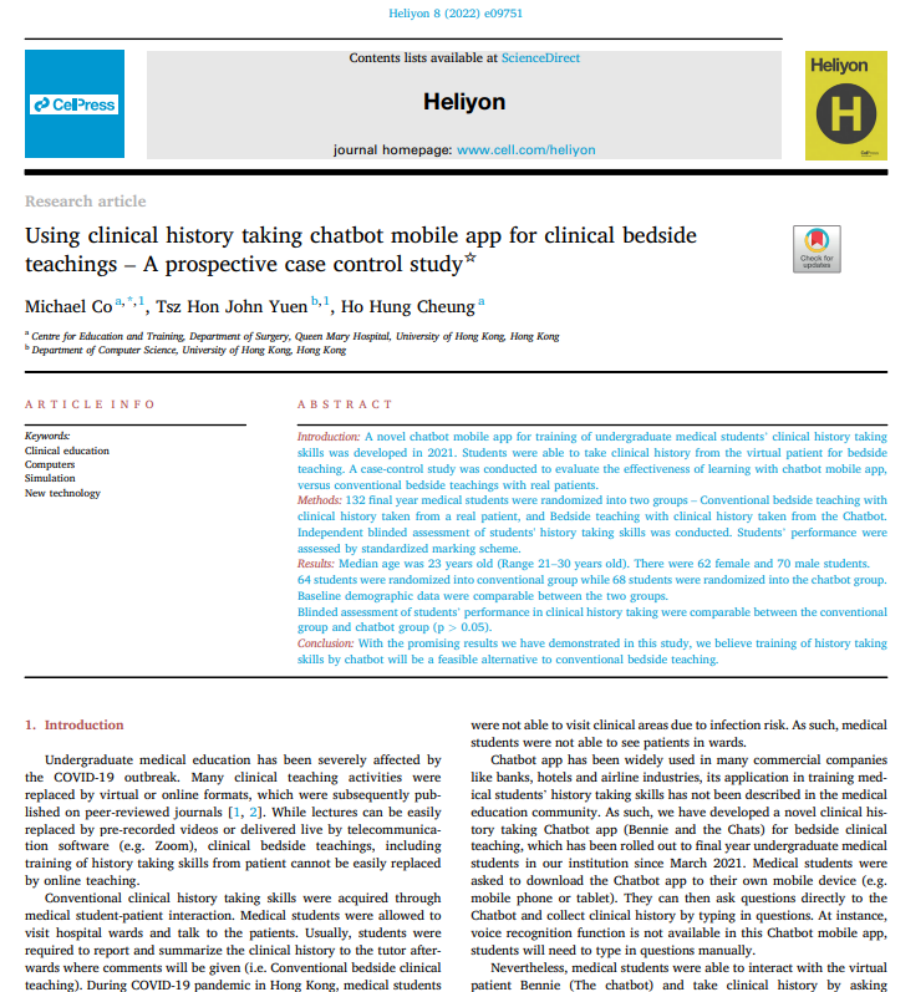 Heliyon 8 (2022) e09751
CellPress
Contents lists available at ScienceDirect
Heliyon
journal homepage: www.cell.com/heliyon
Heliyon
H
Research article
Check for
updates
Using clinical history taking chatbot mobile app for clinical bedside
teachings – A prospective case control study☆
Michael Co a,*,1, Tsz Hon John Yuen b,1, Ho Hung Cheung a
a Centre for Education and Training, Department of Surgery, Queen Mary Hospital, University of Hong Kong, Hong Kong
b Department of Computer Science, University of Hong Kong, Hong Kong
ARTICLE INFO
Keywords:
Clinical education
Computers
Simulation
New technology
ABSTRACT
Introduction: A novel chatbot mobile app for training of undergraduate medical students' clinical history taking
skills was developed in 2021. Students were able to take clinical history from the virtual patient for bedside
teaching. A case-control study was conducted to evaluate the effectiveness of learning with chatbot mobile app,
versus conventional bedside teachings with real patients.
Methods: 132 final year medical students were randomized into two groups – Conventional bedside teaching with
clinical history taken from a real patient, and Bedside teaching with clinical history taken from the Chatbot.
Independent blinded assessment of students' history taking skills was conducted. Students' performance were
assessed by standardized marking scheme.
Results: Median age was 23 years old (Range 21–30 years old). There were 62 female and 70 male students.
64 students were randomized into conventional group while 68 students were randomized into the chatbot group.
Baseline demographic data were comparable between the two groups.
Blinded assessment of students' performance in clinical history taking were comparable between the conventional
group and chatbot group (p > 0.05).
Conclusion: With the promising results we have demonstrated in this study, we believe training of history taking
skills by chatbot will be a feasible alternative to conventional bedside teaching.
1. Introduction
Undergraduate medical education has been severely affected by
the COVID-19 outbreak. Many clinical teaching activities were
replaced by virtual or online formats, which were subsequently pub-
lished on peer-reviewed journals [1, 2]. While lectures can be easily
replaced by pre-recorded videos or delivered live by telecommunica-
tion software (e.g. Zoom), clinical bedside teachings, including
training of history taking skills from patient cannot be easily replaced
by online teaching.
Conventional clinical history taking skills were acquired through
medical student-patient interaction. Medical students were allowed to
visit hospital wards and talk to the patients. Usually, students were
required to report and summarize the clinical history to the tutor after-
wards where comments will be given (i.e. Conventional bedside clinical
teaching). During COVID-19 pandemic in Hong Kong, medical students
were not able to visit clinical areas due to infection risk. As such, medical
students were not able to see patients in wards.
Chatbot app has been widely used in many commercial companies
like banks, hotels and airline industries, its application in training med-
ical students' history taking skills has not been described in the medical
education community. As such, we have developed a novel clinical his-
tory taking Chatbot app (Bennie and the Chats) for bedside clinical
teaching, which has been rolled out to final year undergraduate medical
students in our institution since March 2021. Medical students were
asked to download the Chatbot app to their own mobile device (e.g.
mobile phone or tablet). They can then ask questions directly to the
Chatbot and collect clinical history by typing in questions. At instance,
voice recognition function is not available in this Chatbot mobile app,
students will need to type in questions manually.
Nevertheless, medical students were able to interact with the virtual
patient Bennie (The chatbot) and take clinical history by asking